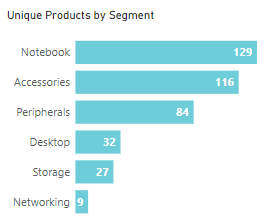 Unique Products by Segment
Notebook 129
Accessories 116
Peripherals 84
Desktop 32
Storage 27
Networking 9